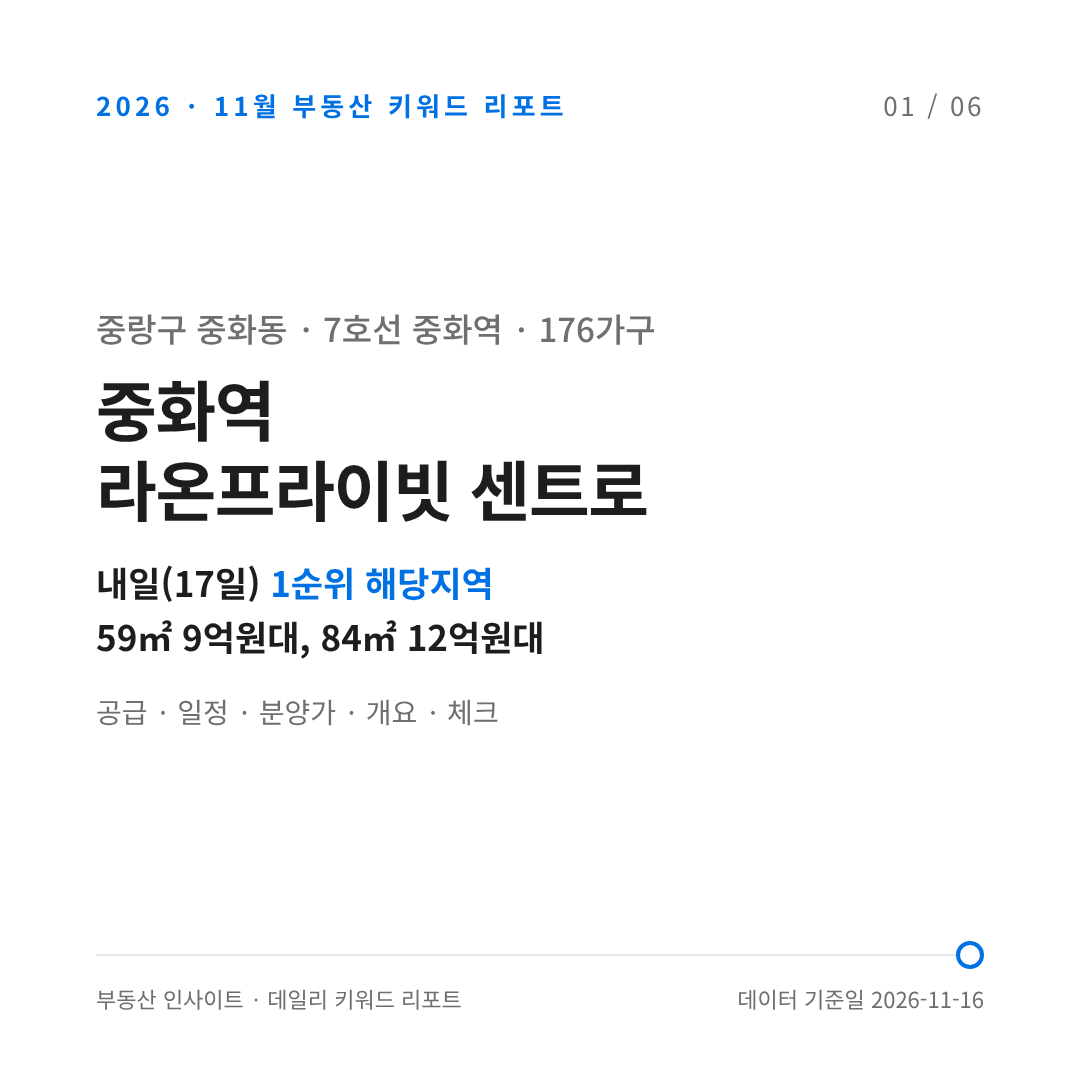 2026 · 11월 부동산 키워드 리포트
01 / 06
중랑구 중화동 · 7호선 중화역 · 176가구
중화역
라온프라이빗 센트로
내일(17일) 1순위 해당지역
59㎡ 9억원대, 84㎡ 12억원대
공급 · 일정 · 분양가 · 개요 · 체크
부동산 인사이트 · 데일리 키워드 리포트
데이터 기준일 2026-11-16